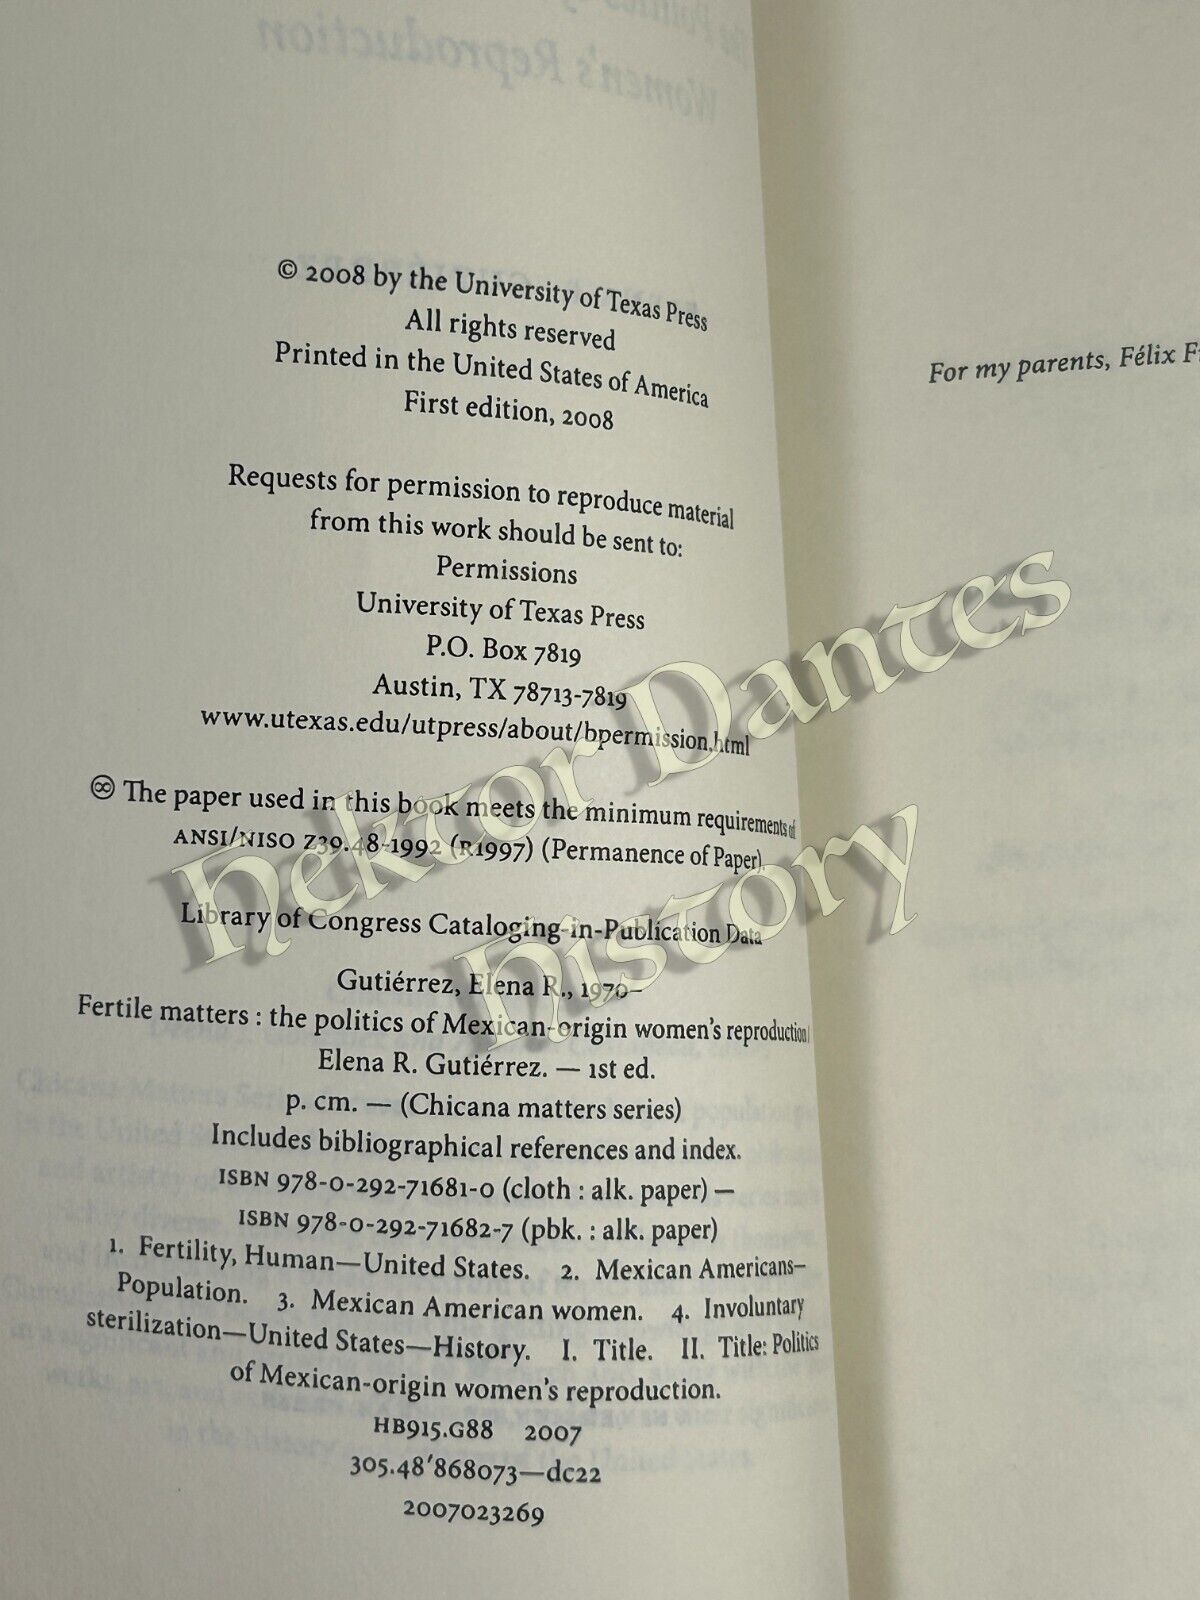 Women's Reproduction
© 2008 by the University of Texas Press
All rights reserved
Printed in the United States of America
First edition, 2008
Requests for permission to reproduce material
from this work should be sent to:
Permissions
University of Texas Press
P.O. Box 7819
Austin, TX 78713-7819
www.utexas.edu/utpress/about/bpermission.html
♾ The paper used in this book meets the minimum requirements of
ANSI/NISO Z39.48-1992 (R1997) (Permanence of Paper).
Library of Congress Cataloging-in-Publication Data
Gutiérrez, Elena R., 1970–
Fertile matters : the politics of Mexican-origin women's reproduction /
Elena R. Gutiérrez. — 1st ed.
p. cm. — (Chicana matters series)
Includes bibliographical references and index.
ISBN 978-0-292-71681-0 (cloth : alk. paper) —
ISBN 978-0-292-71682-7 (pbk. : alk. paper)
1. Fertility, Human—United States. 2. Mexican Americans—
Population. 3. Mexican American women. 4. Involuntary
sterilization—United States—History. I. Title. II. Title: Politics
of Mexican-origin women's reproduction.
HB915.G88 2007
305.48'868073—dc22
2007023269
For my parents, Félix
Hektor Dantes
History